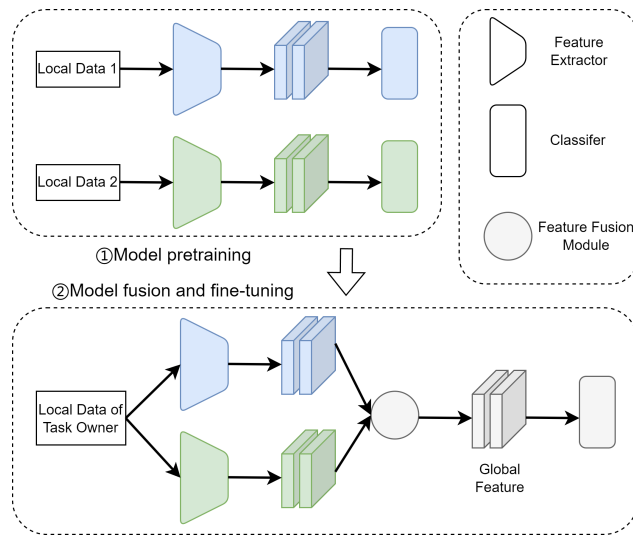 Local Data 1
Local Data 2
Feature
Extractor
Classifer
Feature Fusion
Module
①Model pretraining
②Model fusion and fine-tuning
Local Data of
Task Owner
Global
Feature